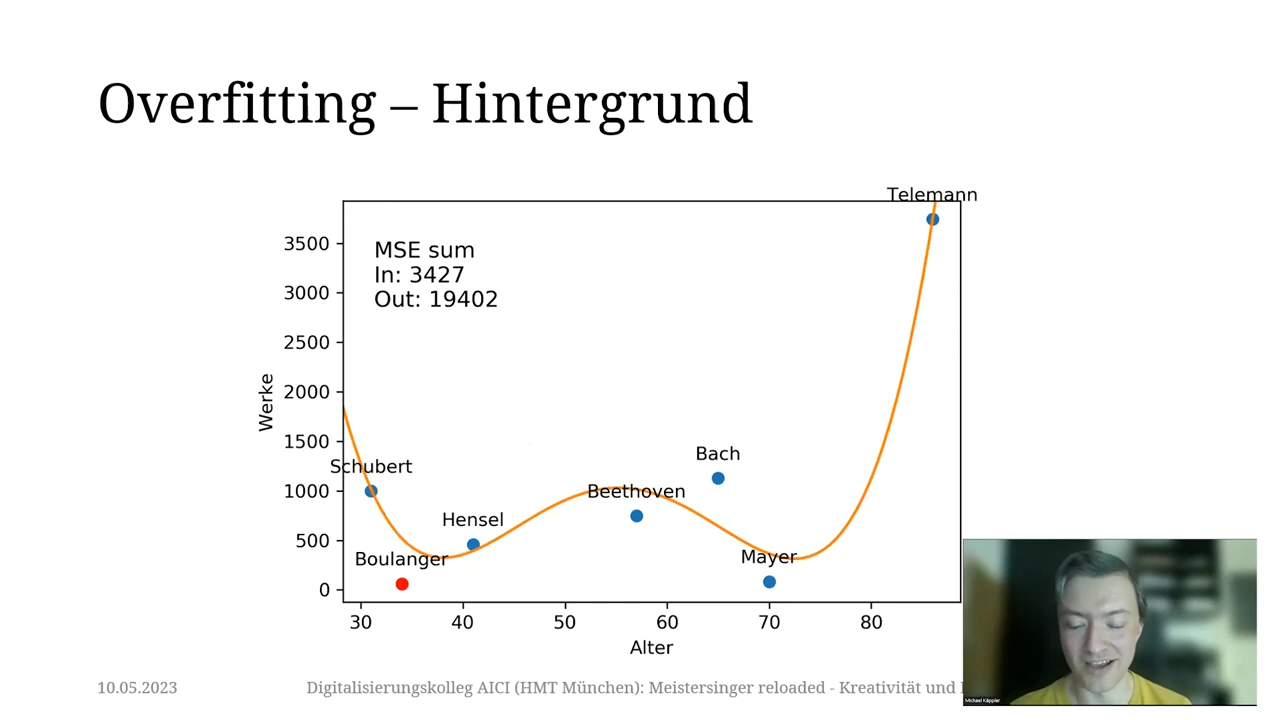 Overfitting – Hintergrund
Telemann
MSE sum
In: 3427
Out: 19402
3500
3000
2500
2000
1500
1000
500
0
Werke
Schubert
Bach
Beethoven
Hensel
Boulanger
Mayer
30 40 50 60 70 80
Alter
10.05.2023
Digitalisierungskolleg AICI (HMT München): Meistersinger reloaded - Kreativität und
Michael Käppler